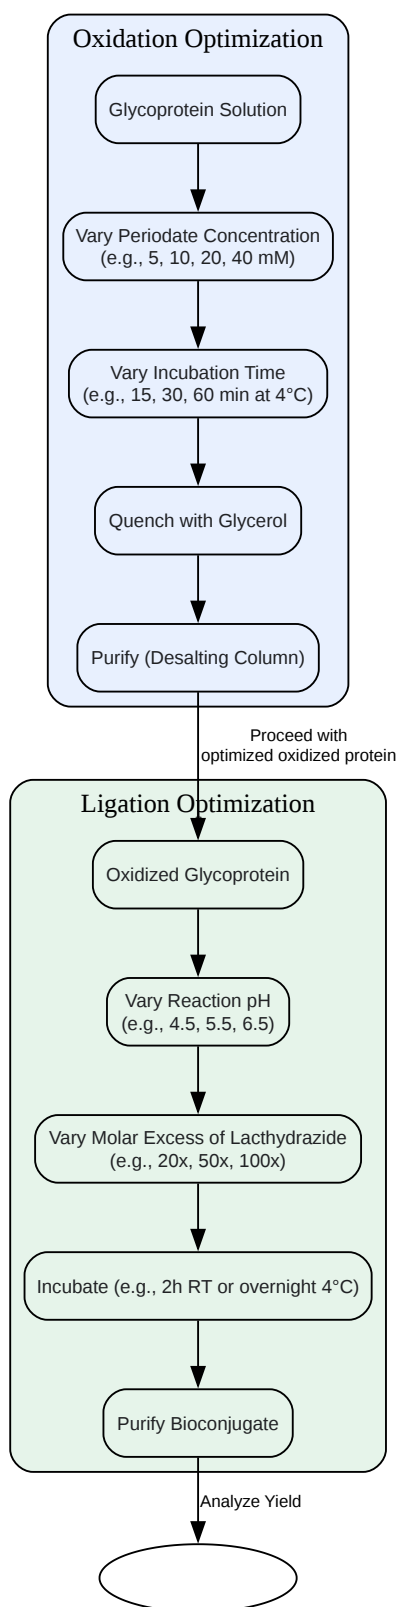 Oxidation Optimization
Glycoprotein Solution
Vary Periodate Concentration
(e.g., 5, 10, 20, 40 mM)
Vary Incubation Time
(e.g., 15, 30, 60 min at 4°C)
Quench with Glycerol
Purify (Desalting Column)
Proceed with
optimized oxidized protein
Ligation Optimization
Oxidized Glycoprotein
Vary Reaction pH
(e.g., 4.5, 5.5, 6.5)
Vary Molar Excess of Lacthydrazide
(e.g., 20x, 50x, 100x)
Incubate (e.g., 2h RT or overnight 4°C)
Purify Bioconjugate
Analyze Yield